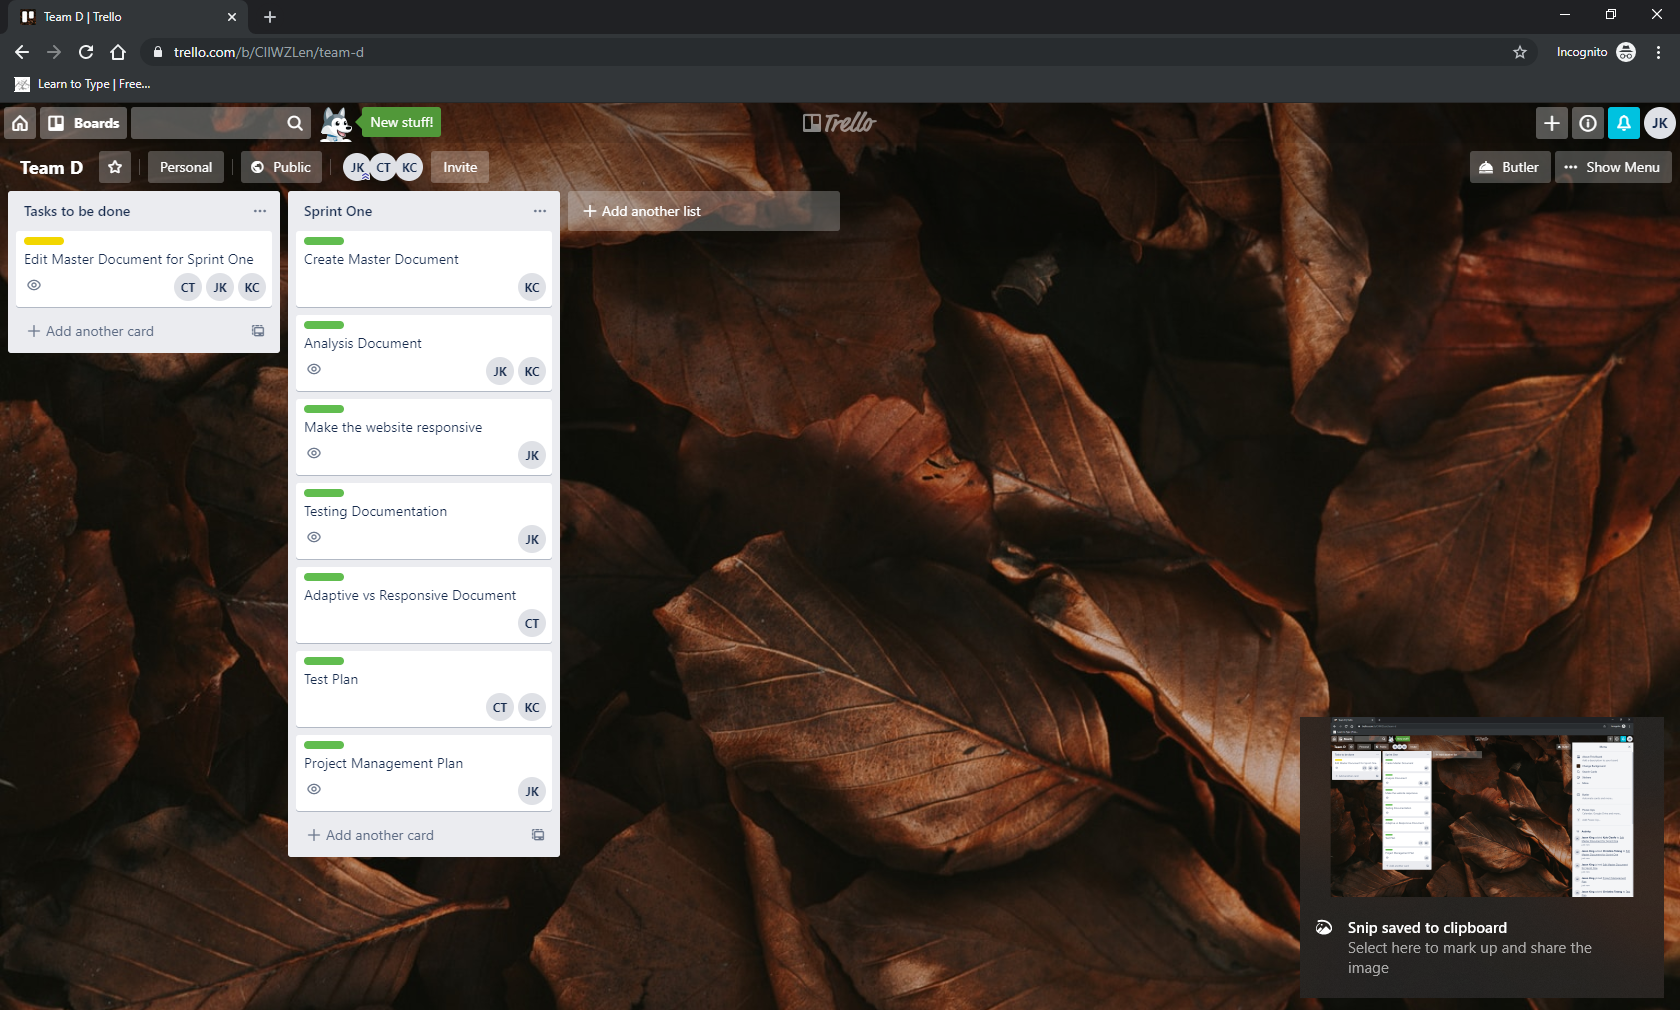 Team D | Trello
trello.com/b/CIIWZLen/team-d
Incognito
Learn to Type | Free...
Boards
New stuff!
Trello
JK
Team D
Personal
Public
JK CT KC
Invite
Butler
Show Menu
Tasks to be done
Edit Master Document for Sprint One
CT JK KC
Add another card
Sprint One
Create Master Document
KC
Analysis Document
JK KC
Make the website responsive
JK
Testing Documentation
JK
Adaptive vs Responsive Document
CT
Test Plan
CT KC
Project Management Plan
JK
Add another card
Add another list
Snip saved to clipboard
Select here to mark up and share the
image